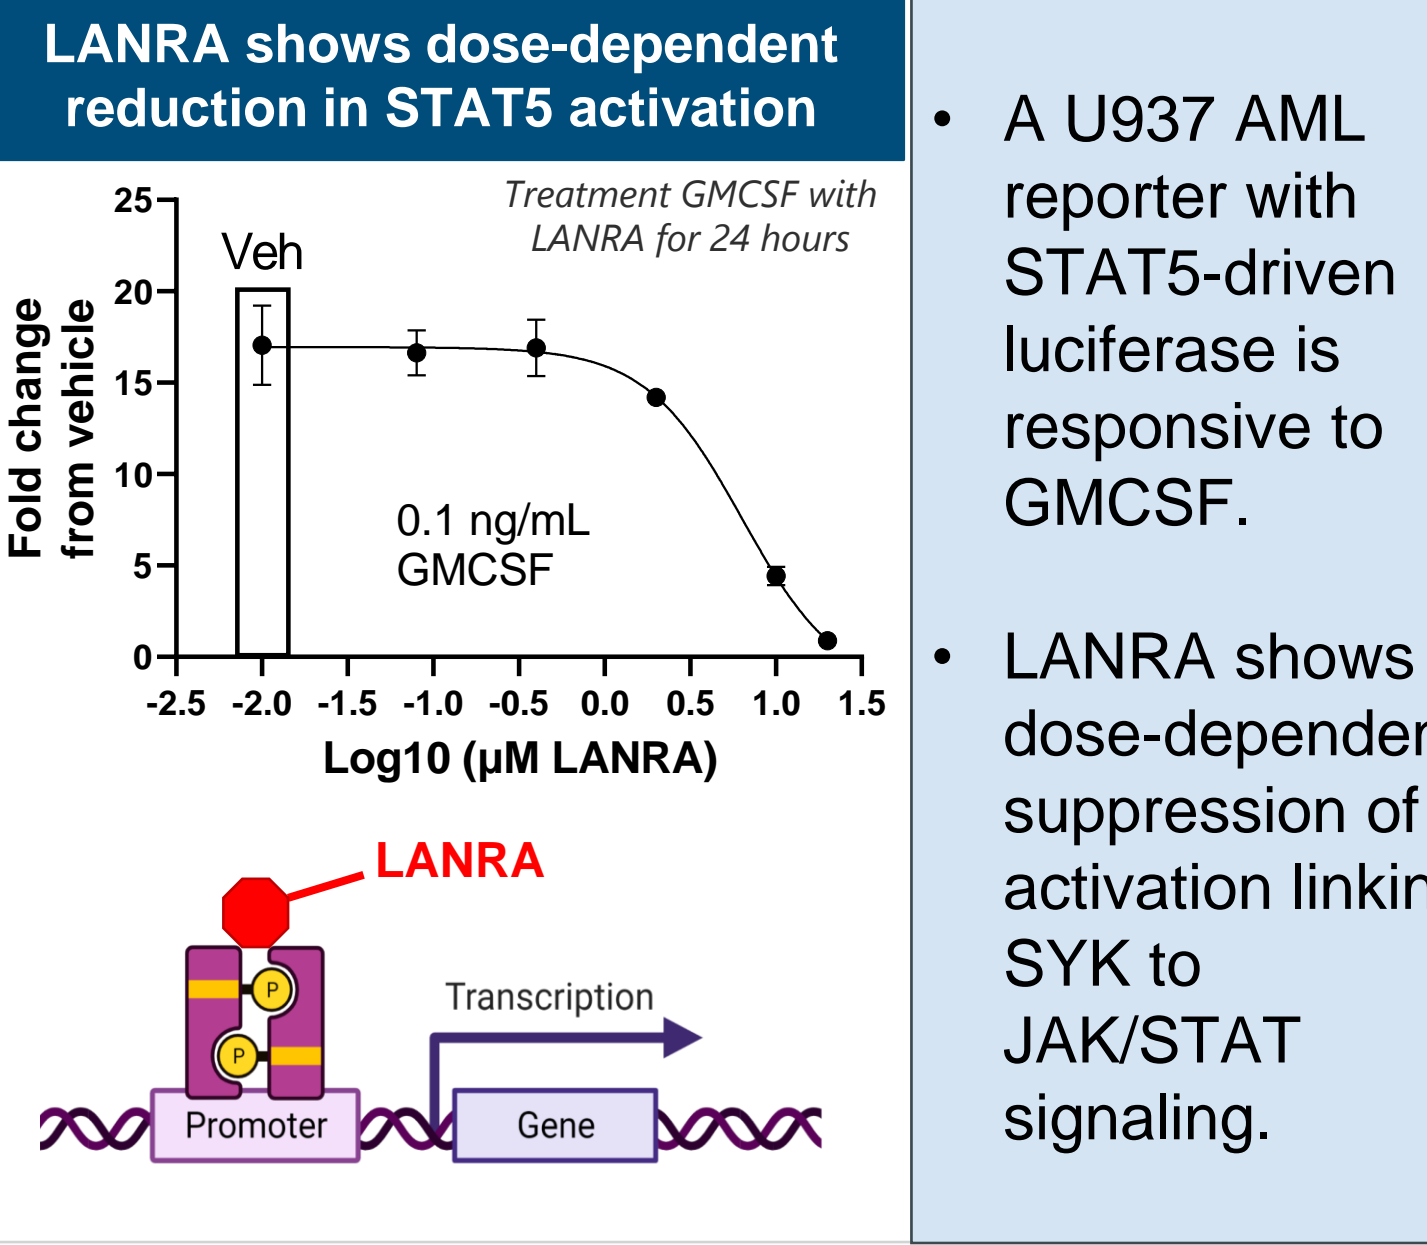 LANRA shows dose-dependent
reduction in STAT5 activation
Treatment GMCSF with
LANRA for 24 hours
Veh
Fold change
from vehicle
25
20
15
10
5
0
0.1 ng/mL
GMCSF
-2.5 -2.0 -1.5 -1.0 -0.5 0.0 0.5 1.0 1.5
Log10 (μM LANRA)
LANRA
P
P
Transcription
Promoter
Gene
• A U937 AML
reporter with
STAT5-driven
luciferase is
responsive to
GMCSF.
• LANRA shows
dose-depender
suppression of
activation linkin
SYK to
JAK/STAT
signaling.